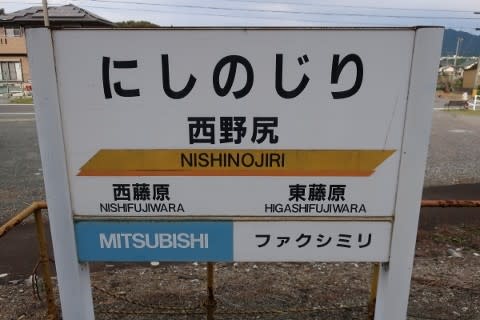 にしのじり
西野尻
NISHINOJIRI
西藤原 東藤原
NISHIFUJIWARA HIGASHIFUJIWARA
MITSUBISHI ファクシミリ